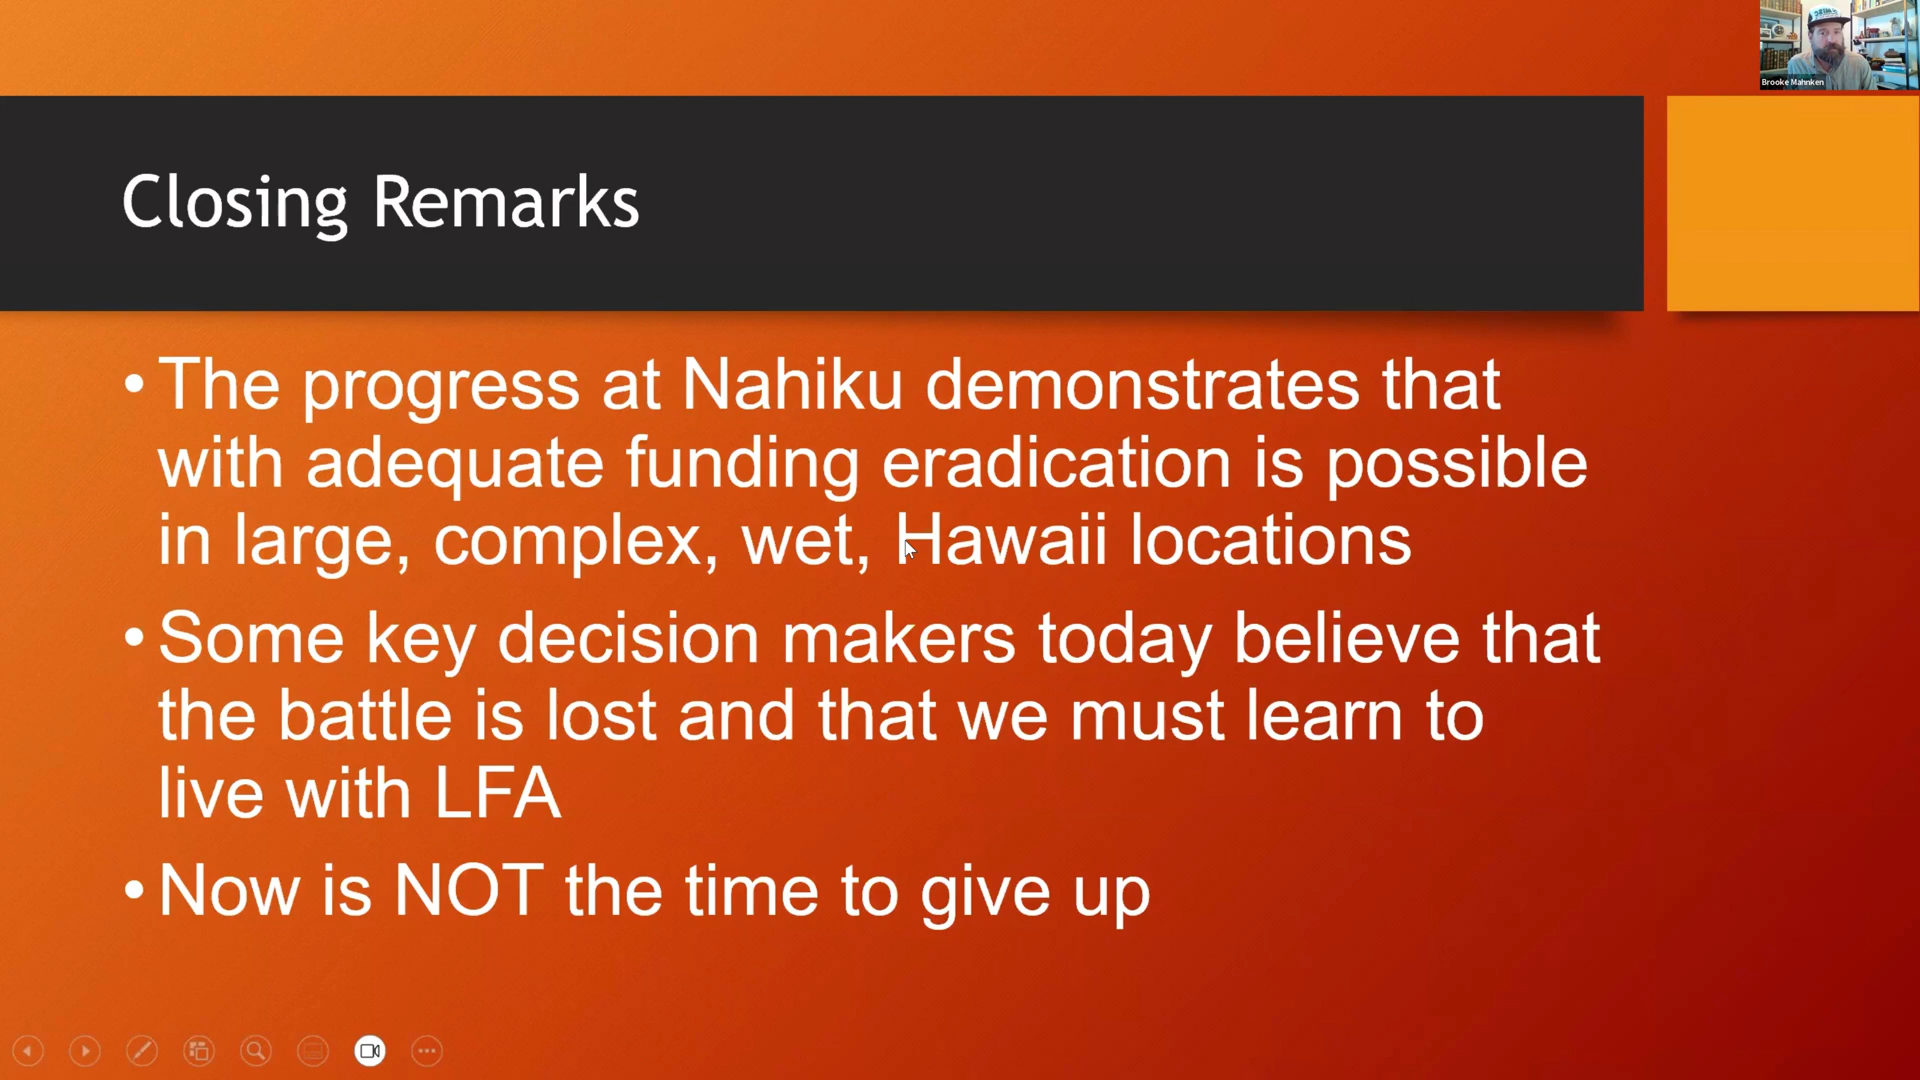 Brooke Mahnken
Closing Remarks
• The progress at Nahiku demonstrates that
with adequate funding eradication is possible
in large, complex, wet, Hawaii locations
• Some key decision makers today believe that
the battle is lost and that we must learn to
live with LFA
• Now is NOT the time to give up